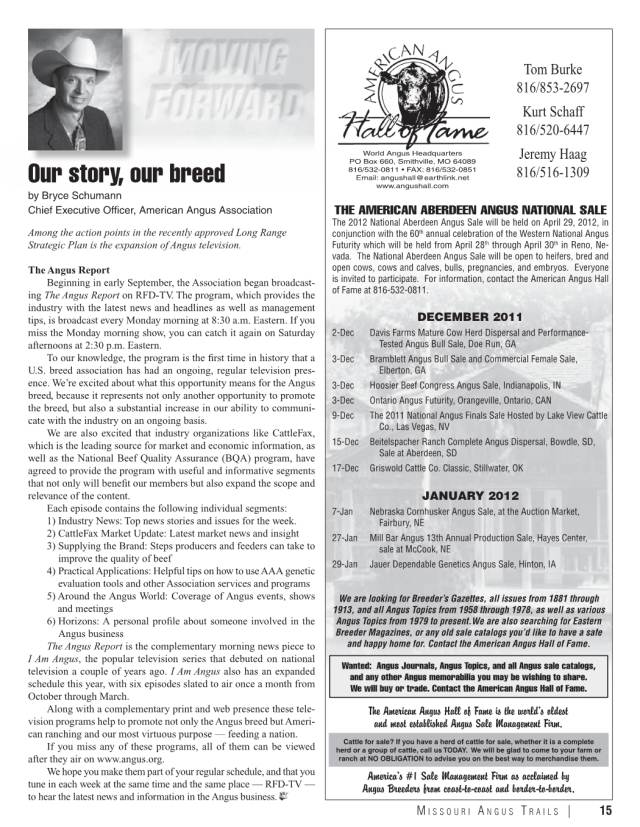 MOVING
FORWARD
Our story, our breed
by Bryce Schumann
Chief Executive Officer, American Angus Association
Among the action points in the recently approved Long Range
Strategic Plan is the expansion of Angus television.
The Angus Report
Beginning in early September, the Association began broadcast-
ing The Angus Report on RFD-TV. The program, which provides the
industry with the latest news and headlines as well as management
tips, is broadcast every Monday morning at 8:30 a.m. Eastern. If you
miss the Monday morning show, you can catch it again on Saturday
afternoons at 2:30 p.m. Eastern.
To our knowledge, the program is the first time in history that a
U.S. breed association has had an ongoing, regular television pres-
ence. We're excited about what this opportunity means for the Angus
breed, because it represents not only another opportunity to promote
the breed, but also a substantial increase in our ability to communi-
cate with the industry on an ongoing basis.
We are also excited that industry organizations like CattleFax,
which is the leading source for market and economic information, as
well as the National Beef Quality Assurance (BQA) program, have
agreed to provide the program with useful and informative segments
that not only will benefit our members but also expand the scope and
relevance of the content.
Each episode contains the following individual segments:
1) Industry News: Top news stories and issues for the week.
2) CattleFax Market Update: Latest market news and insight
3) Supplying the Brand: Steps producers and feeders can take to
improve the quality of beef
4) Practical Applications: Helpful tips on how to use AAA genetic
evaluation tools and other Association services and programs
5) Around the Angus World: Coverage of Angus events, shows
and meetings
6) Horizons: A personal profile about someone involved in the
Angus business
The Angus Report is the complementary morning news piece to
I Am Angus, the popular television series that debuted on national
television a couple of years ago. I Am Angus also has an expanded
schedule this year, with six episodes slated to air once a month from
October through March.
Along with a complementary print and web presence these tele-
vision programs help to promote not only the Angus breed but Ameri-
can ranching and our most virtuous purpose — feeding a nation.
If you miss any of these programs, all of them can be viewed
after they air on www.angus.org.
We hope you make them part of your regular schedule, and that you
tune in each week at the same time and the same place — RFD-TV —
to hear the latest news and information in the Angus business.
AMERICAN ANGUS
Hall of Fame
World Angus Headquarters
PO Box 660, Smithville, MO 64089
816/532-0811 • FAX: 816/532-0851
Email: angushall@earthlink.net
www.angushall.com
Tom Burke
816/853-2697
Kurt Schaff
816/520-6447
Jeremy Haag
816/516-1309
THE AMERICAN ABERDEEN ANGUS NATIONAL SALE
The 2012 National Aberdeen Angus Sale will be held on April 29, 2012, in
conjunction with the 60th annual celebration of the Western National Angus
Futurity which will be held from April 28th through April 30th in Reno, Ne-
vada. The National Aberdeen Angus Sale will be open to heifers, bred and
open cows, cows and calves, bulls, pregnancies, and embryos. Everyone
is invited to participate. For information, contact the American Angus Hall
of Fame at 816-532-0811.
DECEMBER 2011
2-Dec Davis Farms Mature Cow Herd Dispersal and Performance-
Tested Angus Bull Sale, Doe Run, GA
3-Dec Bramblett Angus Bull Sale and Commercial Female Sale,
Elberton, GA
3-Dec Hoosier Beef Congress Angus Sale, Indianapolis, IN
3-Dec Ontario Angus Futurity, Orangeville, Ontario, CAN
9-Dec The 2011 National Angus Finals Sale Hosted by Lake View Cattle
Co., Las Vegas, NV
15-Dec Beitelspacher Ranch Complete Angus Dispersal, Bowdle, SD,
Sale at Aberdeen, SD
17-Dec Griswold Cattle Co. Classic, Stillwater, OK
JANUARY 2012
7-Jan Nebraska Cornhusker Angus Sale, at the Auction Market,
Fairbury, NE
27-Jan Mill Bar Angus 13th Annual Production Sale, Hayes Center,
sale at McCook, NE
29-Jan Jauer Dependable Genetics Angus Sale, Hinton, IA
We are looking for Breeder's Gazettes, all issues from 1881 through
1913, and all Angus Topics from 1958 through 1978, as well as various
Angus Topics from 1979 to present. We are also searching for Eastern
Breeder Magazines, or any old sale catalogs you'd like to have a safe
and happy home for. Contact the American Angus Hall of Fame.
Wanted: Angus Journals, Angus Topics, and all Angus sale catalogs,
and any other Angus memorabilia you may be wishing to share.
We will buy or trade. Contact the American Angus Hall of Fame.
The American Angus Hall of Fame is the world's oldest
and most established Angus Sale Management Firm.
Cattle for sale? If you have a herd of cattle for sale, whether it is a complete
herd or a group of cattle, call us TODAY. We will be glad to come to your farm or
ranch at NO OBLIGATION to advise you on the best way to merchandise them.
America's #1 Sale Management Firm as acclaimed by
Angus Breeders from coast-to-coast and border-to-border.
MISSOURI ANGUS TRAILS | 15